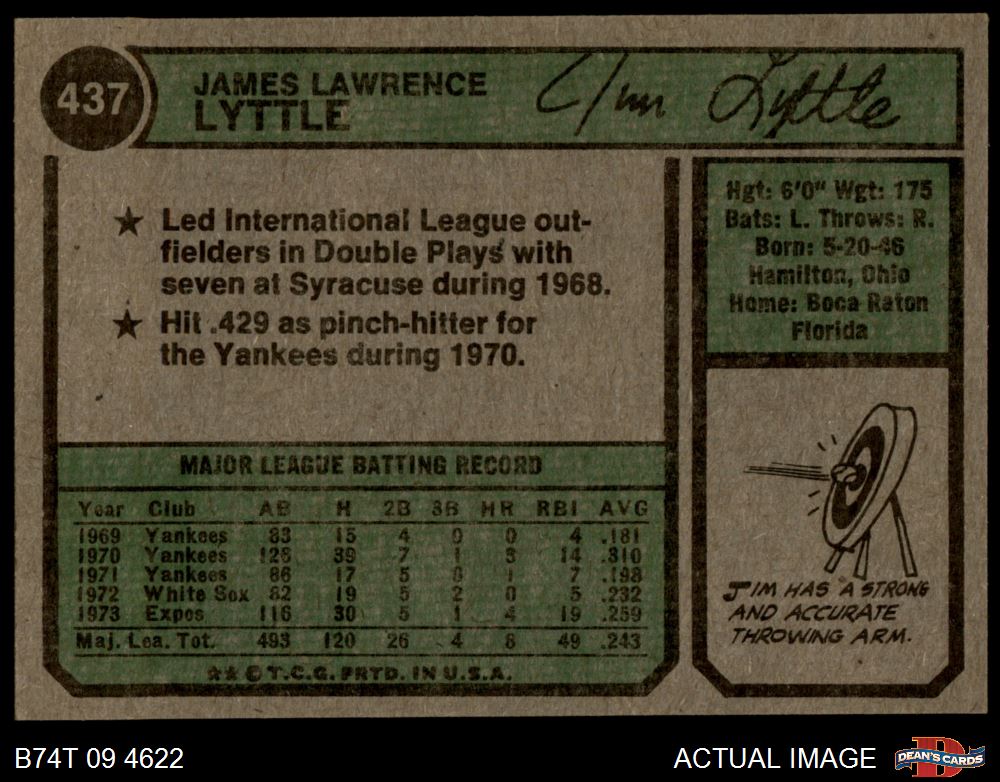 437
JAMES LAWRENCE
LYTTLE
Jim Lyttle
★ Led International League out-
fielders in Double Plays with
seven at Syracuse during 1968.
★ Hit .429 as pinch-hitter for
the Yankees during 1970.
Hgt: 6'0" Wgt: 175
Bats: L. Throws: R.
Born: 5-20-46
Hamilton, Ohio
Home: Boca Raton
Florida
MAJOR LEAGUE BATTING RECORD
Year Club AB H 2B 3B HR RBI AVG
1969 Yankees 83 15 4 0 0 4 .181
1970 Yankees 126 39 7 1 3 14 .310
1971 Yankees 86 17 5 0 1 7 .198
1972 White Sox 82 19 5 2 0 5 .232
1973 Expos 116 30 5 1 4 19 .259
Maj. Lea. Tot. 493 120 26 4 8 49 .243
★★ © T.C.G. PRTD. IN U.S.A.
JIM HAS A STRONG
AND ACCURATE
THROWING ARM.
B74T 09 4622
ACTUAL IMAGE
DEAN'S CARDS